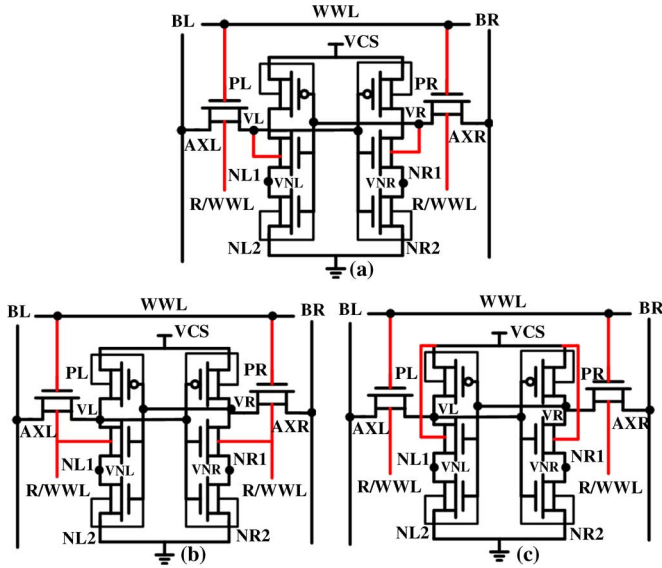 BL WWL BR
VCS
PL PR
VL VR
AXL AXR
NL1 VNL VNR NR1
R/WWL R/WWL
NL2 NR2
(a)
BL WWL BR
VCS
PL PR
VL VR
AXL AXR
NL1 VNL VNR NR1
R/WWL R/WWL
NL2 NR2
(b)
BL WWL BR
VCS
PL PR
VL VR
AXL AXR
NL1 VNL VNR NR1
R/WWL R/WWL
NL2 NR2
(c)